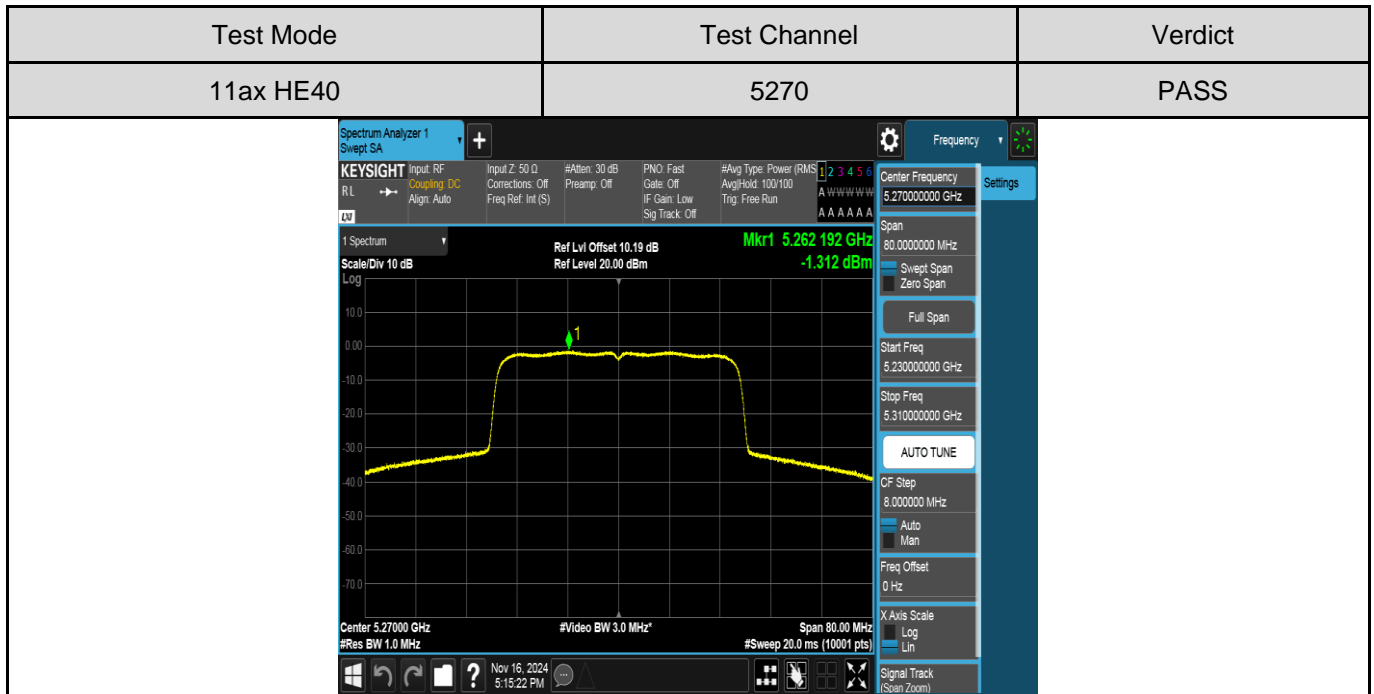 Test Mode Test Channel Verdict
11ax HE40 5270 PASS
Spectrum Analyzer 1
Swept SA
+
Frequency
KEYSIGHT Input: RF Input Z: 50 Ω #Atten: 30 dB PNO: Fast #Avg Type: Power (RMS 1 2 3 4 5 6
R L Coupling: DC Corrections: Off Preamp: Off Gate: Off Avg|Hold: 100/100 A W W W W W
Align: Auto Freq Ref: Int (S) IF Gain: Low Trig: Free Run
LXI Sig Track: Off A A A A A A
1 Spectrum
Scale/Div 10 dB
Ref Lvl Offset 10.19 dB
Ref Level 20.00 dBm
Mkr1 5.262 192 GHz
-1.312 dBm
Log
10.0
0.00
-10.0
-20.0
-30.0
-40.0
-50.0
-60.0
-70.0
1
Center 5.27000 GHz #Video BW 3.0 MHz* Span 80.00 MHz
#Res BW 1.0 MHz #Sweep 20.0 ms (10001 pts)
? Nov 16, 2024
5:15:22 PM
Center Frequency
5.270000000 GHz
Settings
Span
80.0000000 MHz
Swept Span
Zero Span
Full Span
Start Freq
5.230000000 GHz
Stop Freq
5.310000000 GHz
AUTO TUNE
CF Step
8.000000 MHz
Auto
Man
Freq Offset
0 Hz
X Axis Scale
Log
Lin
Signal Track
(Span Zoom)